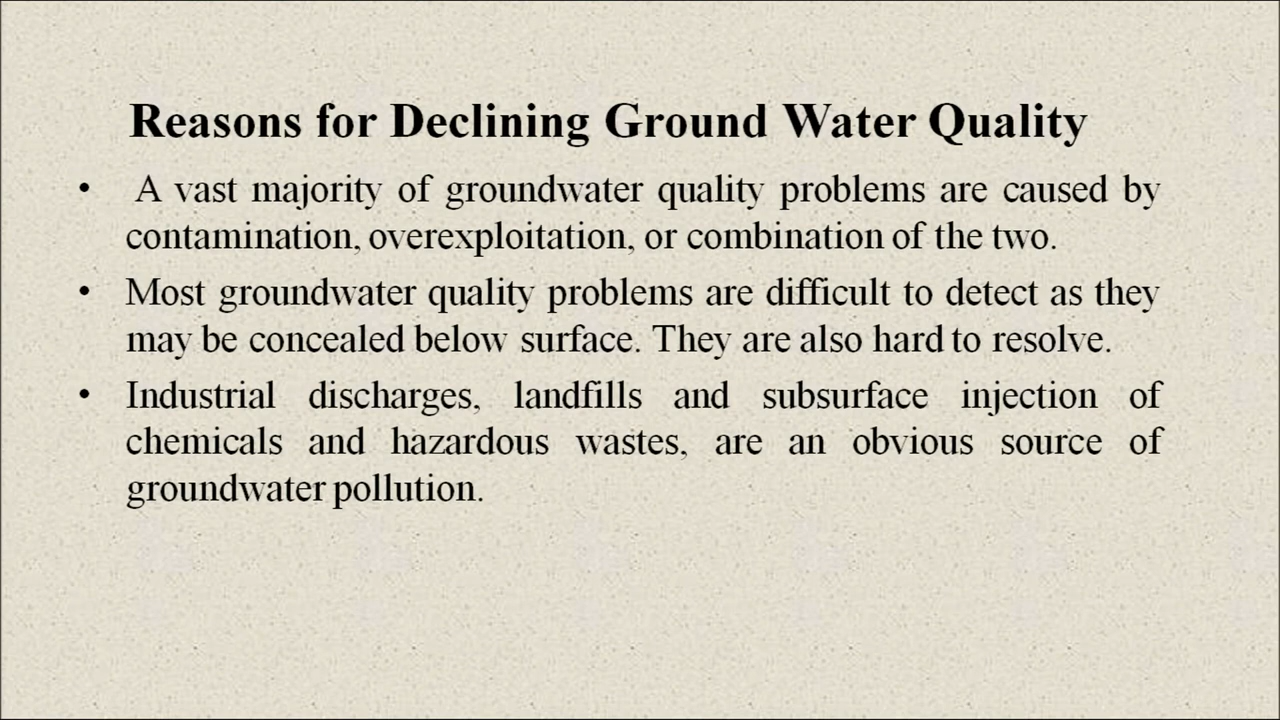 Reasons for Declining Ground Water Quality
• A vast majority of groundwater quality problems are caused by
contamination, overexploitation, or combination of the two.
• Most groundwater quality problems are difficult to detect as they
may be concealed below surface. They are also hard to resolve.
• Industrial discharges, landfills and subsurface injection of
chemicals and hazardous wastes, are an obvious source of
groundwater pollution.